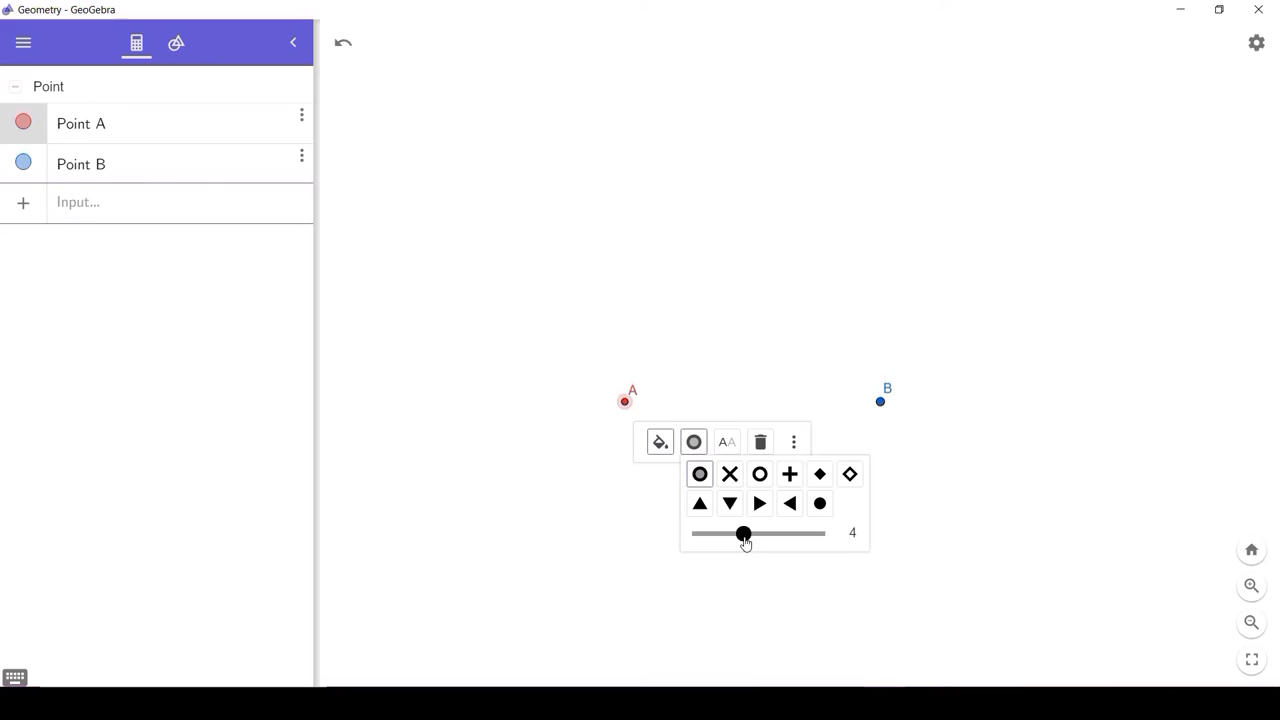 Geometry - GeoGebra
Point
Point A
Point B
Input...
A
B
AA
4